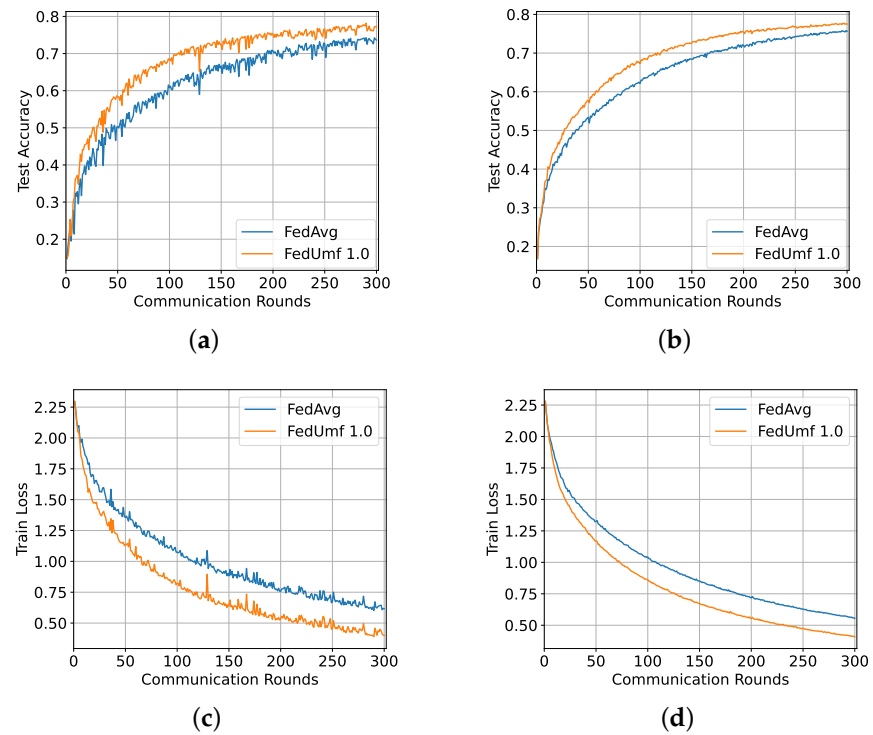 0.8
0.7
0.6
0.5
0.4
0.3
0.2
Test Accuracy
FedAvg
FedUmf 1.0
0 50 100 150 200 250 300
Communication Rounds
(a)
0.8
0.7
0.6
0.5
0.4
0.3
0.2
Test Accuracy
FedAvg
FedUmf 1.0
0 50 100 150 200 250 300
Communication Rounds
(b)
2.25
2.00
1.75
1.50
1.25
1.00
0.75
0.50
Train Loss
FedAvg
FedUmf 1.0
0 50 100 150 200 250 300
Communication Rounds
(c)
2.25
2.00
1.75
1.50
1.25
1.00
0.75
0.50
Train Loss
FedAvg
FedUmf 1.0
0 50 100 150 200 250 300
Communication Rounds
(d)